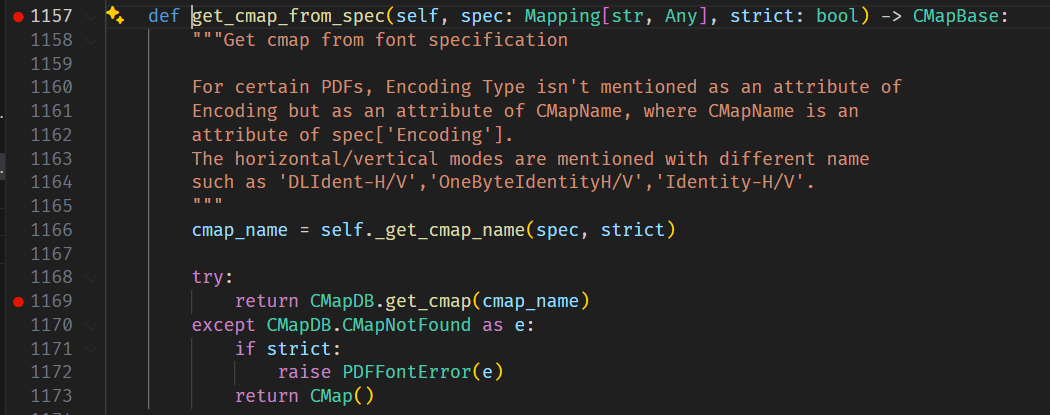 1157 def get_cmap_from_spec(self, spec: Mapping[str, Any], strict: bool) -> CMapBase:
1158 """Get cmap from font specification
1159
1160 For certain PDFs, Encoding Type isn't mentioned as an attribute of
1161 Encoding but as an attribute of CMapName, where CMapName is an
1162 attribute of spec['Encoding'].
1163 The horizontal/vertical modes are mentioned with different name
1164 such as 'DLIdent-H/V','OneByteIdentityH/V','Identity-H/V'.
1165 """
1166 cmap_name = self._get_cmap_name(spec, strict)
1167
1168 try:
1169 return CMapDB.get_cmap(cmap_name)
1170 except CMapDB.CMapNotFound as e:
1171 if strict:
1172 raise PDFFontError(e)
1173 return CMap()